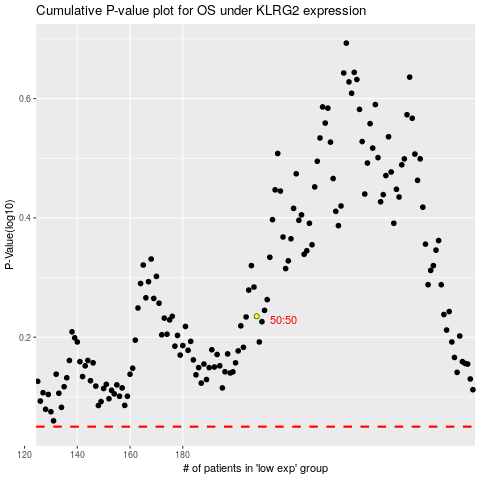 Cumulative P-value plot for OS under KLRG2 expression
P-Value(log10)
0.6
0.4
0.2
50:50
120 140 160 180
# of patients in 'low exp' group